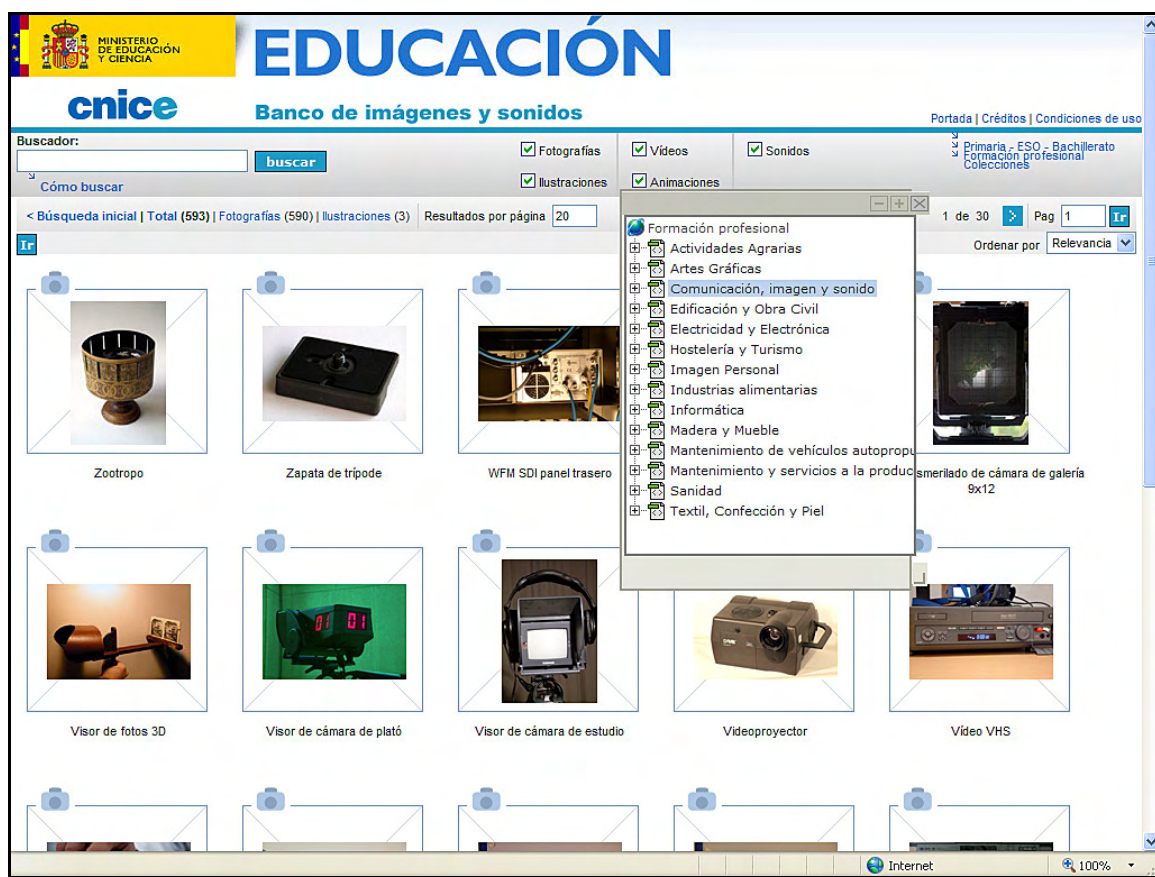 MINISTERIO
DE EDUCACIÓN
Y CIENCIA
EDUCACIÓN
cnice
Banco de imágenes y sonidos
Portada | Créditos | Condiciones de uso
Buscador:
buscar
Cómo buscar
Fotografías
Vídeos
Sonidos
Ilustraciones
Animaciones
Primaria - ESO - Bachillerato
Formación profesional
Colecciones
< Búsqueda inicial | Total (593) | Fotografías (590) | Ilustraciones (3) Resultados por página 20
1 de 30 > Pag 1 Ir
Ir
Ordenar por Relevancia
Formación profesional
Actividades Agrarias
Artes Gráficas
Comunicación, imagen y sonido
Edificación y Obra Civil
Electricidad y Electrónica
Hostelería y Turismo
Imagen Personal
Industrias alimentarias
Informática
Madera y Mueble
Mantenimiento de vehículos autopropu
Mantenimiento y servicios a la produc
Sanidad
Textil, Confección y Piel
Zootropo
Zapata de trípode
WFM SDI panel trasero
smerilado de cámara de galería
9x12
01 01
Visor de fotos 3D
Visor de cámara de plató
Visor de cámara de estudio
Videoproyector
Vídeo VHS
Internet
100%